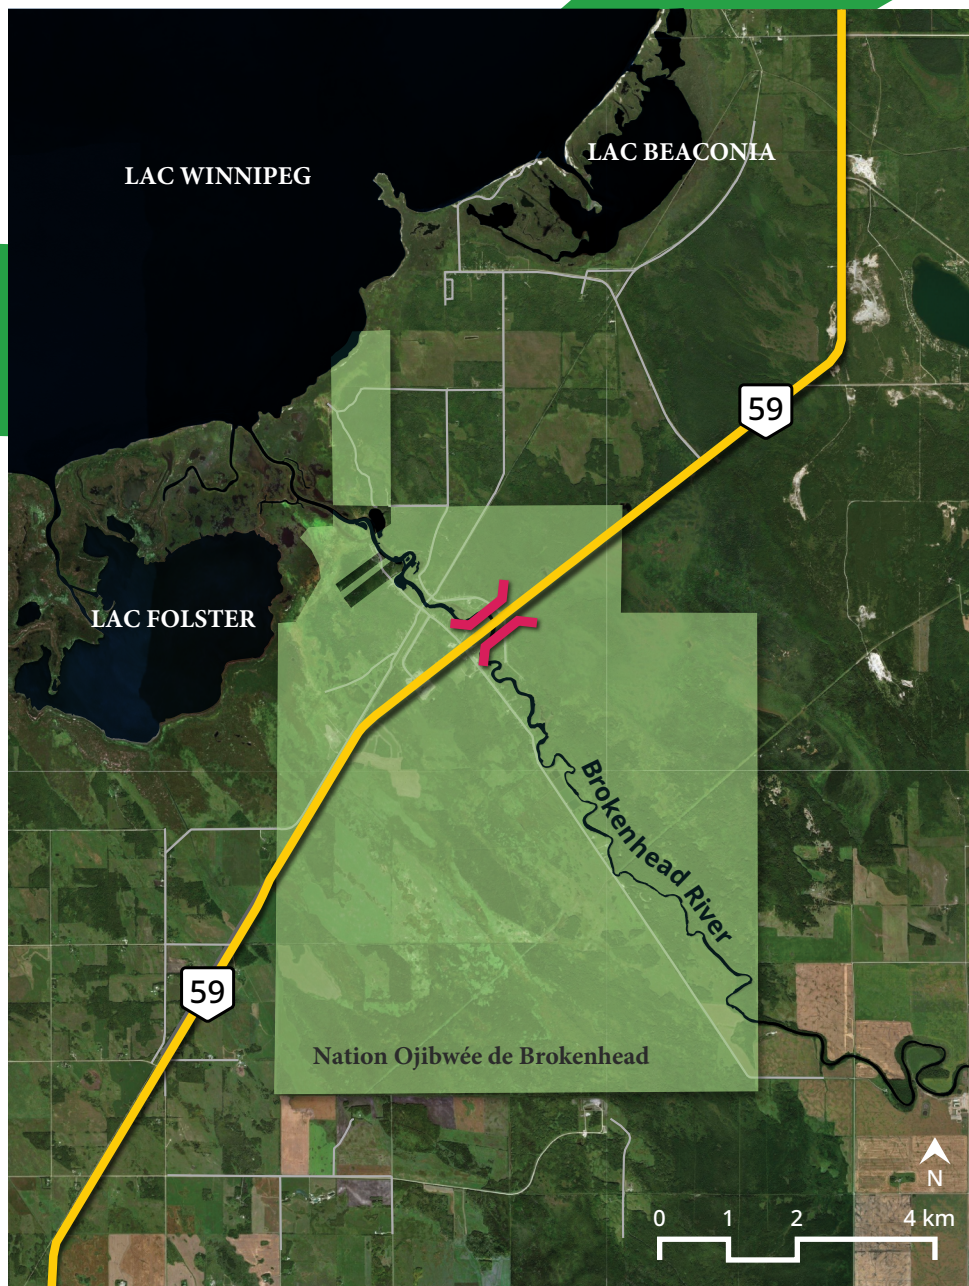 LAC BEACONIA
LAC WINNIPEG
59
LAC FOLSTER
Brokenhead River
59
Nation Ojibwée de Brokenhead
N
0 1 2 4 km